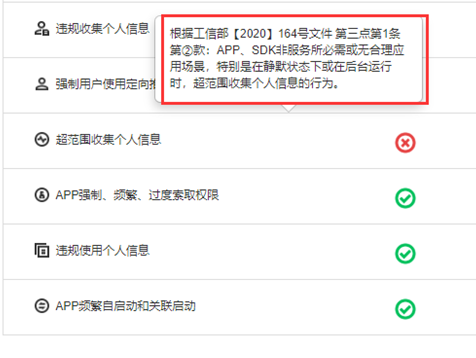 违规收集个人信息
根据工信部【2020】164号文件 第三点第1条
第②款：APP、SDK非服务所必需或无合理应
用场景，特别是在静默状态下或在后台运行
时，超范围收集个人信息的行为。
强制用户使用定向推
超范围收集个人信息
APP强制、频繁、过度索取权限
违规使用个人信息
APP频繁自启动和关联启动